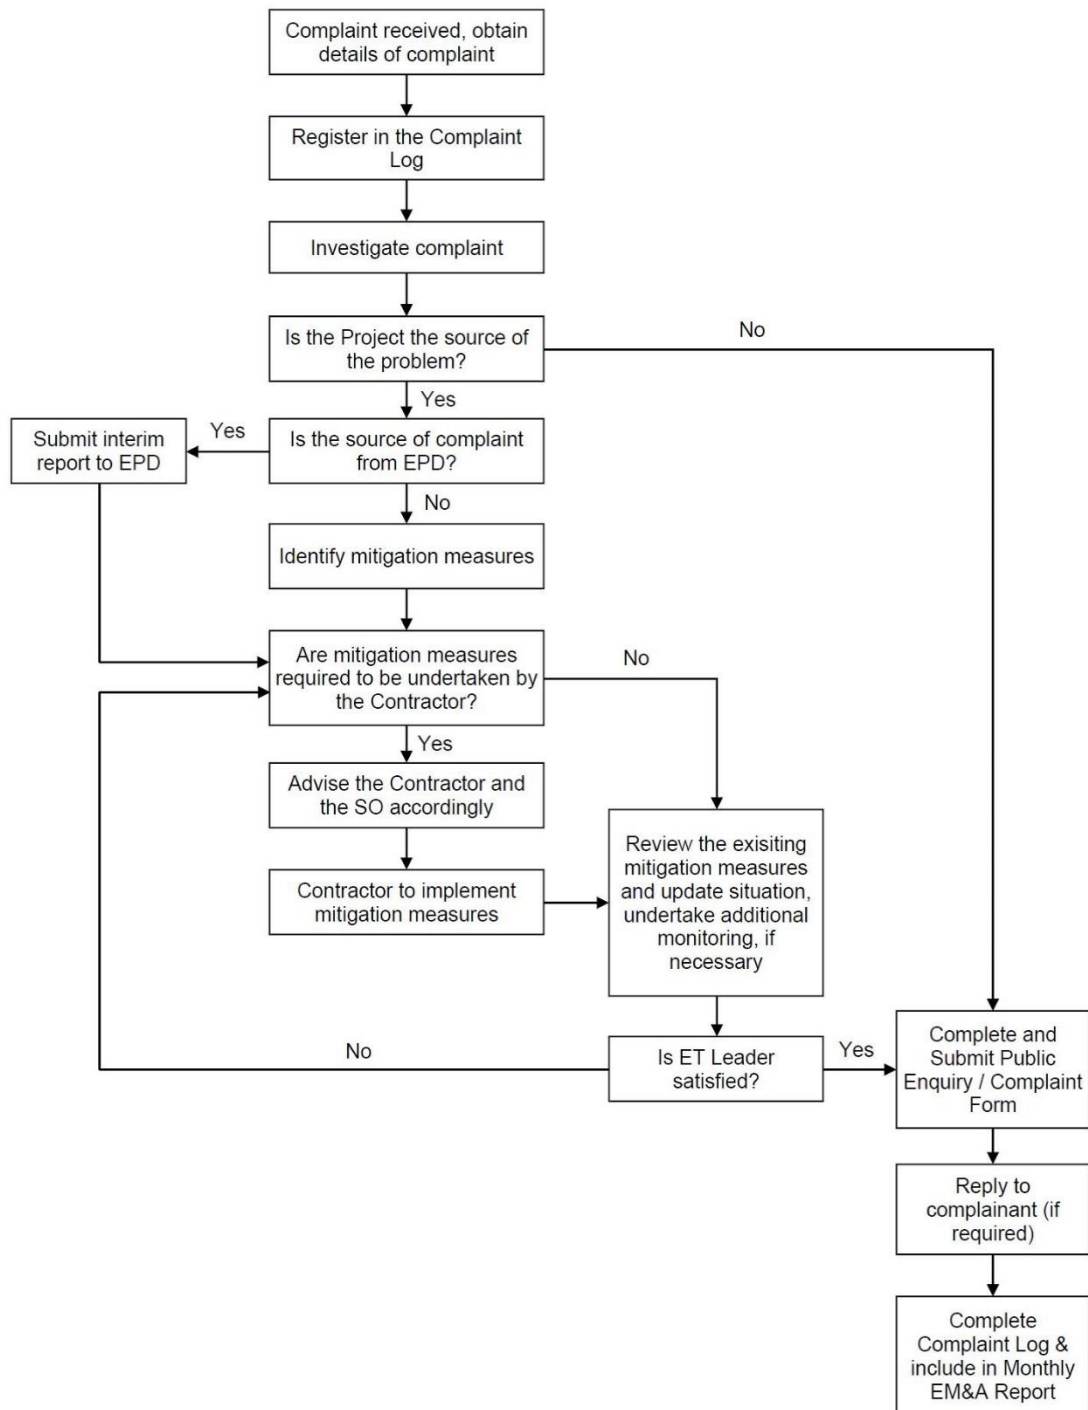 Complaint received, obtain
details of complaint
Register in the Complaint
Log
Investigate complaint
Is the Project the source of
the problem?
No
Yes
Submit interim
report to EPD
Yes
Is the source of complaint
from EPD?
No
Identify mitigation measures
Are mitigation measures
required to be undertaken by
the Contractor?
No
Yes
Advise the Contractor and
the SO accordingly
Contractor to implement
mitigation measures
Review the exisiting
mitigation measures
and update situation,
undertake additional
monitoring, if
necessary
No
Is ET Leader
satisfied?
Yes
Complete and
Submit Public
Enquiry / Complaint
Form
Reply to
complainant (if
required)
Complete
Complaint Log &
include in Monthly
EM&A Report